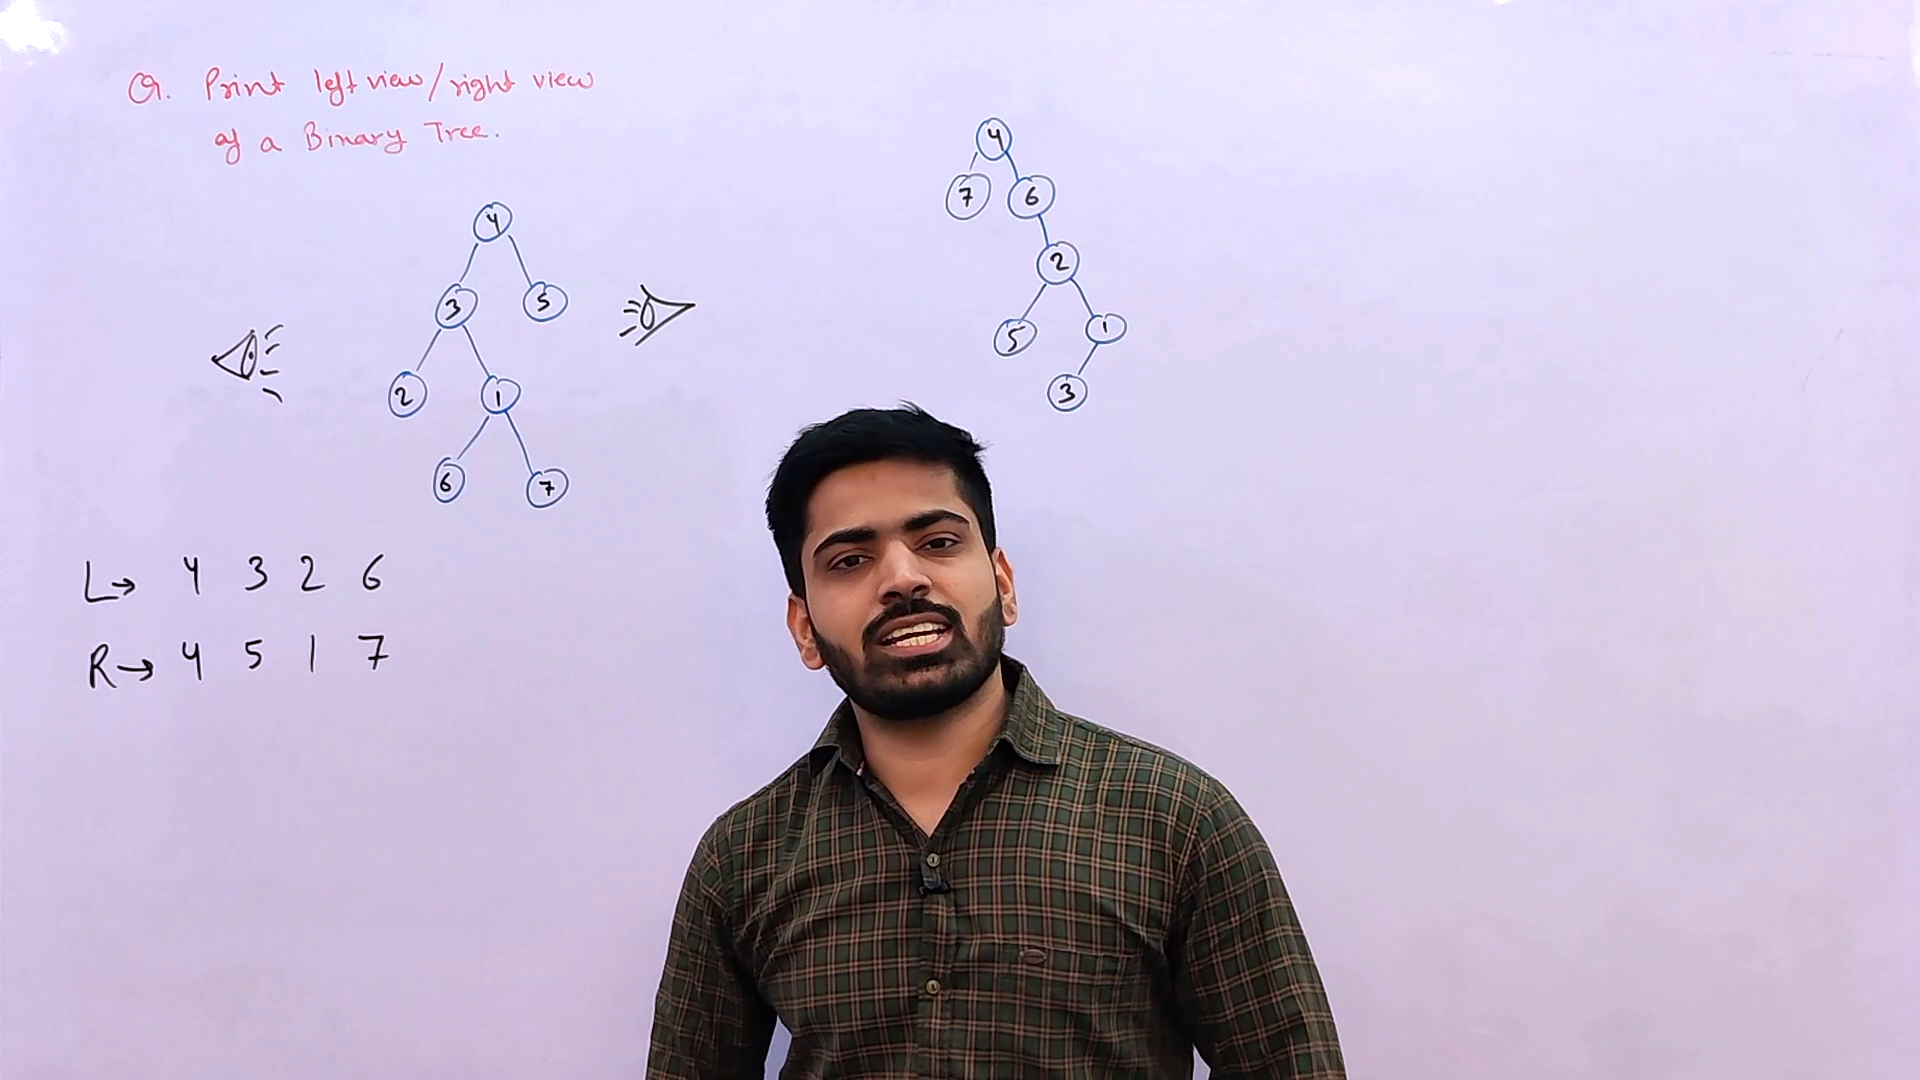 Q. Print left view/right view
of a Binary Tree.
4
3 5
2 1
6 7
L→ 4 3 2 6
R→ 4 5 1 7
4
7 6
2
5 1
3